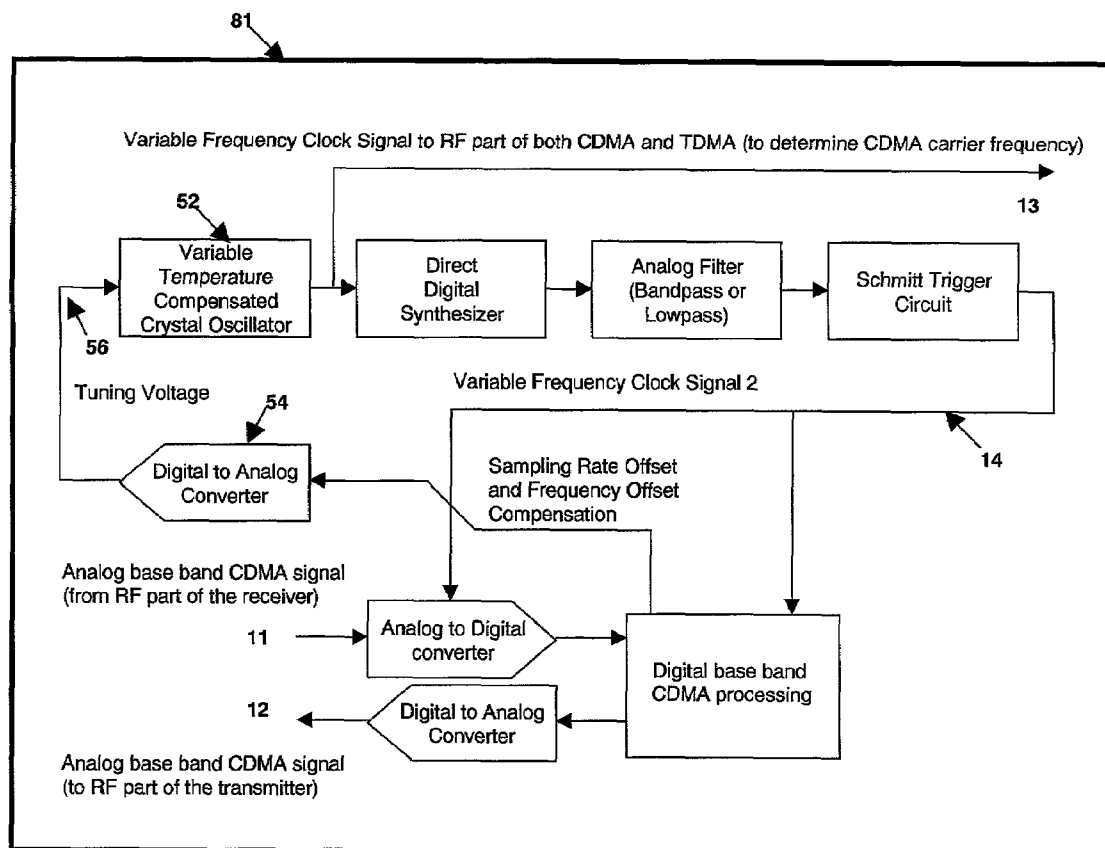 81
Variable Frequency Clock Signal to RF part of both CDMA and TDMA (to determine CDMA carrier frequency)
13
52
Variable
Temperature
Compensated
Crystal Oscillator
Direct
Digital
Synthesizer
Analog Filter
(Bandpass or
Lowpass)
Schmitt Trigger
Circuit
56
Tuning Voltage
Variable Frequency Clock Signal 2
14
54
Digital to Analog
Converter
Sampling Rate Offset
and Frequency Offset
Compensation
Analog base band CDMA signal
(from RF part of the receiver)
11
Analog to Digital
converter
Digital base band
CDMA processing
12
Digital to Analog
Converter
Analog base band CDMA signal
(to RF part of the transmitter)